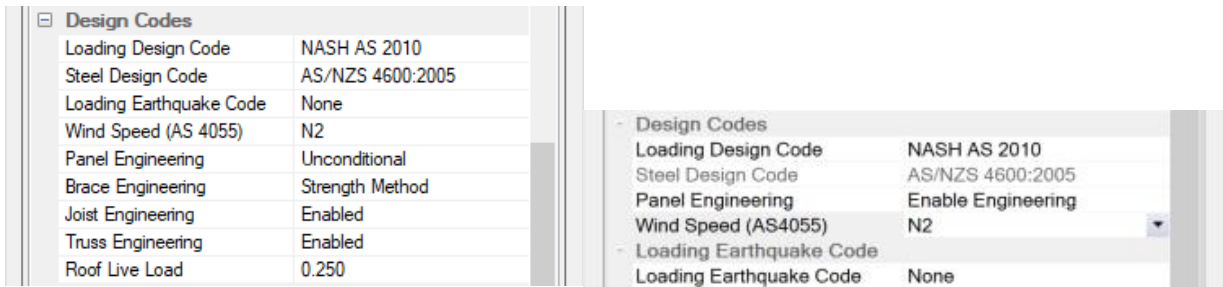 Design Codes
Loading Design Code NASH AS 2010
Steel Design Code AS/NZS 4600:2005
Loading Earthquake Code None
Wind Speed (AS 4055) N2
Panel Engineering Unconditional
Brace Engineering Strength Method
Joist Engineering Enabled
Truss Engineering Enabled
Roof Live Load 0.250
Design Codes
Loading Design Code NASH AS 2010
Steel Design Code AS/NZS 4600:2005
Panel Engineering Enable Engineering
Wind Speed (AS4055) N2
Loading Earthquake Code
Loading Earthquake Code None